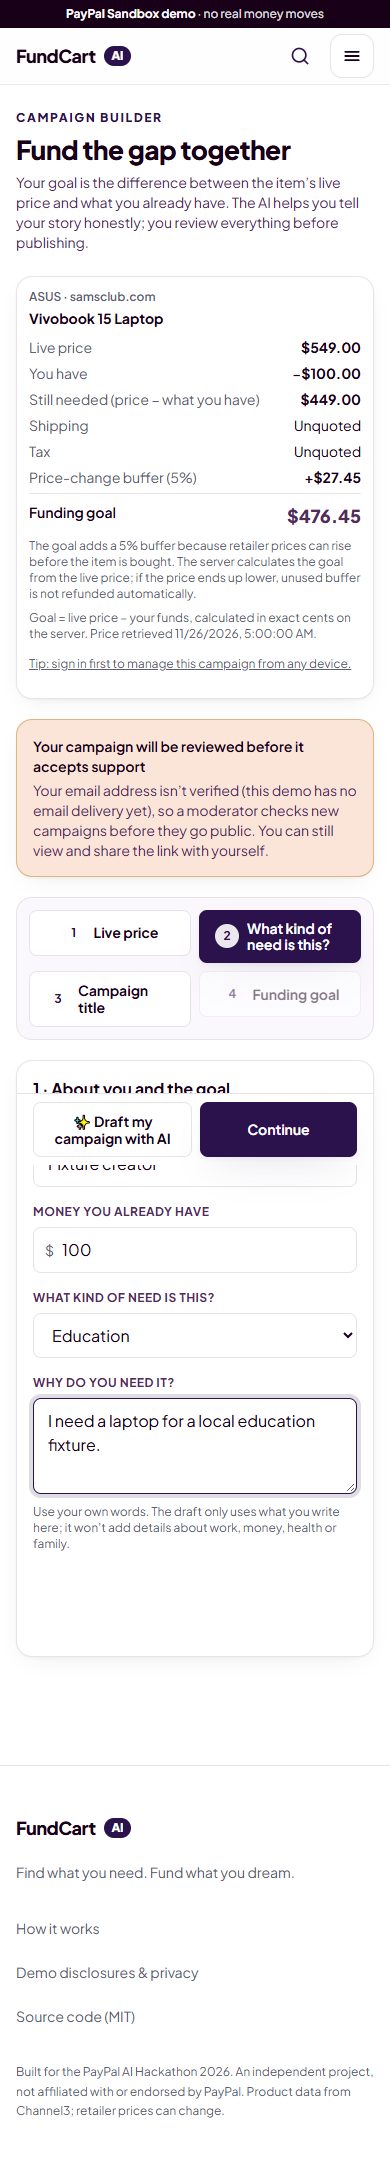 PayPal Sandbox demo · no real money moves
FundCart AI
CAMPAIGN BUILDER
Fund the gap together
Your goal is the difference between the item's live
price and what you already have. The AI helps you tell
your story honestly; you review everything before
publishing.
ASUS · samsclub.com
Vivobook 15 Laptop
Live price $549.00
You have −$100.00
Still needed (price − what you have) $449.00
Shipping Unquoted
Tax Unquoted
Price-change buffer (5%) +$27.45
Funding goal $476.45
The goal adds a 5% buffer because retailer prices can rise
before the item is bought. The server calculates the goal
from the live price; if the price ends up lower, unused buffer
is not refunded automatically.
Goal = live price − your funds, calculated in exact cents on
the server. Price retrieved 11/26/2026, 5:00:00 AM.
Tip: sign in first to manage this campaign from any device.
Your campaign will be reviewed before it
accepts support
Your email address isn't verified (this demo has no
email delivery yet), so a moderator checks new
campaigns before they go public. You can still
view and share the link with yourself.
1 Live price
2 What kind of
need is this?
3 Campaign
title
4 Funding goal
1 · About you and the goal
✨ Draft my
campaign with AI
Continue
Fixture creator
MONEY YOU ALREADY HAVE
$ 100
WHAT KIND OF NEED IS THIS?
Education
WHY DO YOU NEED IT?
I need a laptop for a local education
fixture.
Use your own words. The draft only uses what you write
here; it won't add details about work, money, health or
family.
FundCart AI
Find what you need. Fund what you dream.
How it works
Demo disclosures & privacy
Source code (MIT)
Built for the PayPal AI Hackathon 2026. An independent project,
not affiliated with or endorsed by PayPal. Product data from
Channel3; retailer prices can change.